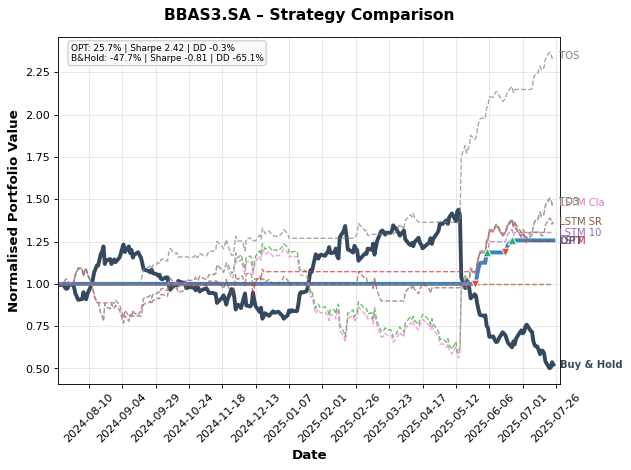 BBAS3.SA – Strategy Comparison
OPT: 25.7% | Sharpe 2.42 | DD -0.3%
B&Hold: -47.7% | Sharpe -0.81 | DD -65.1%
Normalised Portfolio Value
2.25
2.00
1.75
1.50
1.25
1.00
0.75
0.50
TOS
LSTM Cla
LSTM SR
LSTM 10
OPT
Buy & Hold
2024-08-10
2024-09-04
2024-09-29
2024-10-24
2024-11-18
2024-12-13
2025-01-07
2025-02-01
2025-02-26
2025-03-23
2025-04-17
2025-05-12
2025-06-06
2025-07-01
2025-07-26
Date